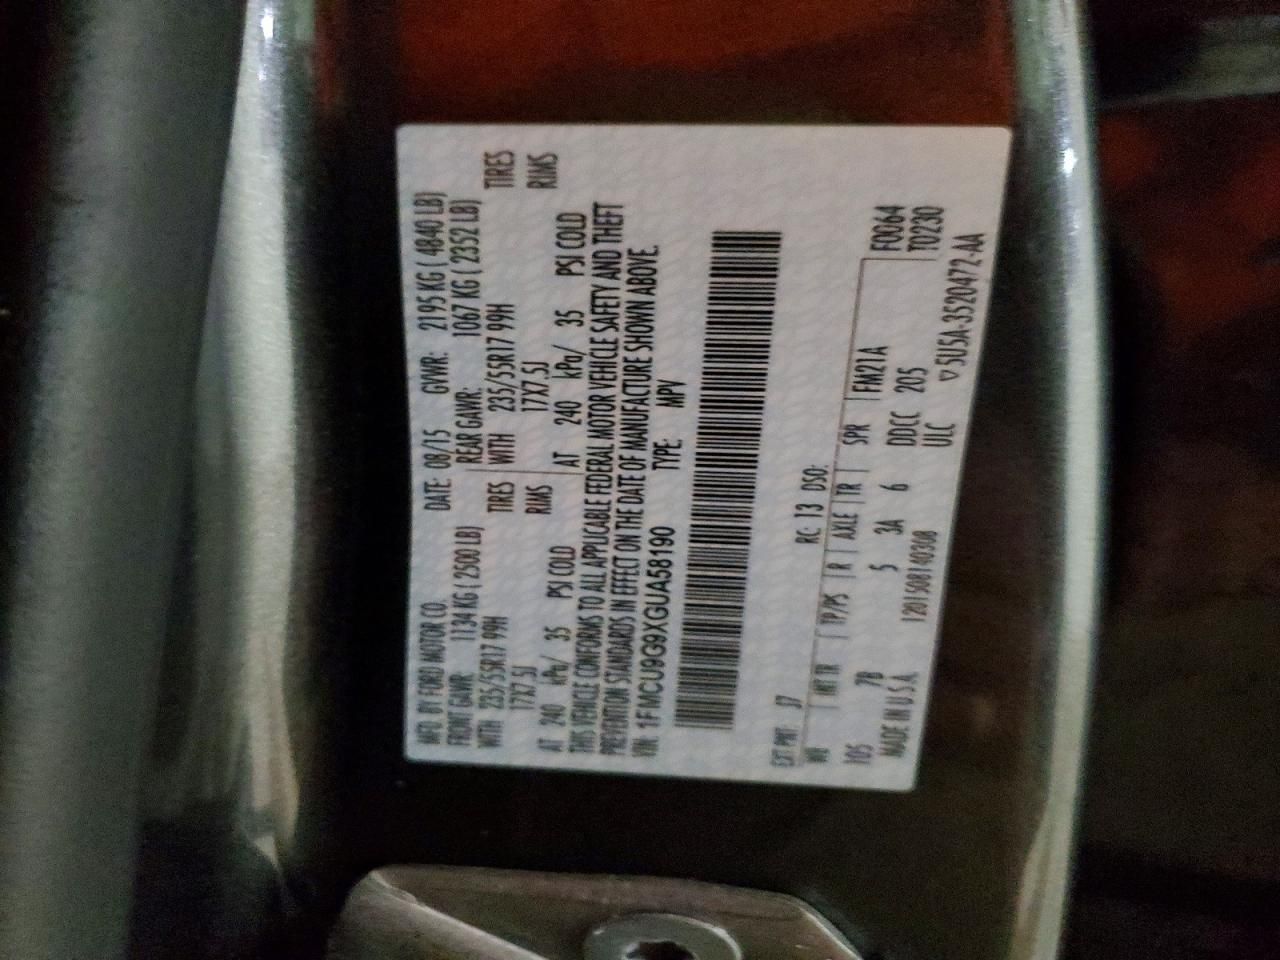 MFD. BY FORD MOTOR CO. DATE: 08/15 GVWR: 2195 KG ( 4840 LB)
FRONT GAWR: 1134 KG ( 2500 LB) REAR GAWR: 1067 KG ( 2352 LB)
WITH 235/55R17 99H TIRES WITH 235/55R17 99H TIRES
17X7.5J RIMS 17X7.5J RIMS
AT 240 kPa/ 35 PSI COLD AT 240 kPa/ 35 PSI COLD
THIS VEHICLE CONFORMS TO ALL APPLICABLE FEDERAL MOTOR VEHICLE SAFETY AND THEFT
PREVENTION STANDARDS IN EFFECT ON THE DATE OF MANUFACTURE SHOWN ABOVE.
VIN: 1FMCU9G9XGUA58190 TYPE: MPV
EXT PNT: J7 RC: 13 DSO:
WB | INT TR | TP/PS | R | AXLE | TR | SPR | FM21A F0G64
105 7B 5 3A 6 DDCC 205 T0230
MADE IN USA 120150814030B ULC ▽5U5A-3520472-AA